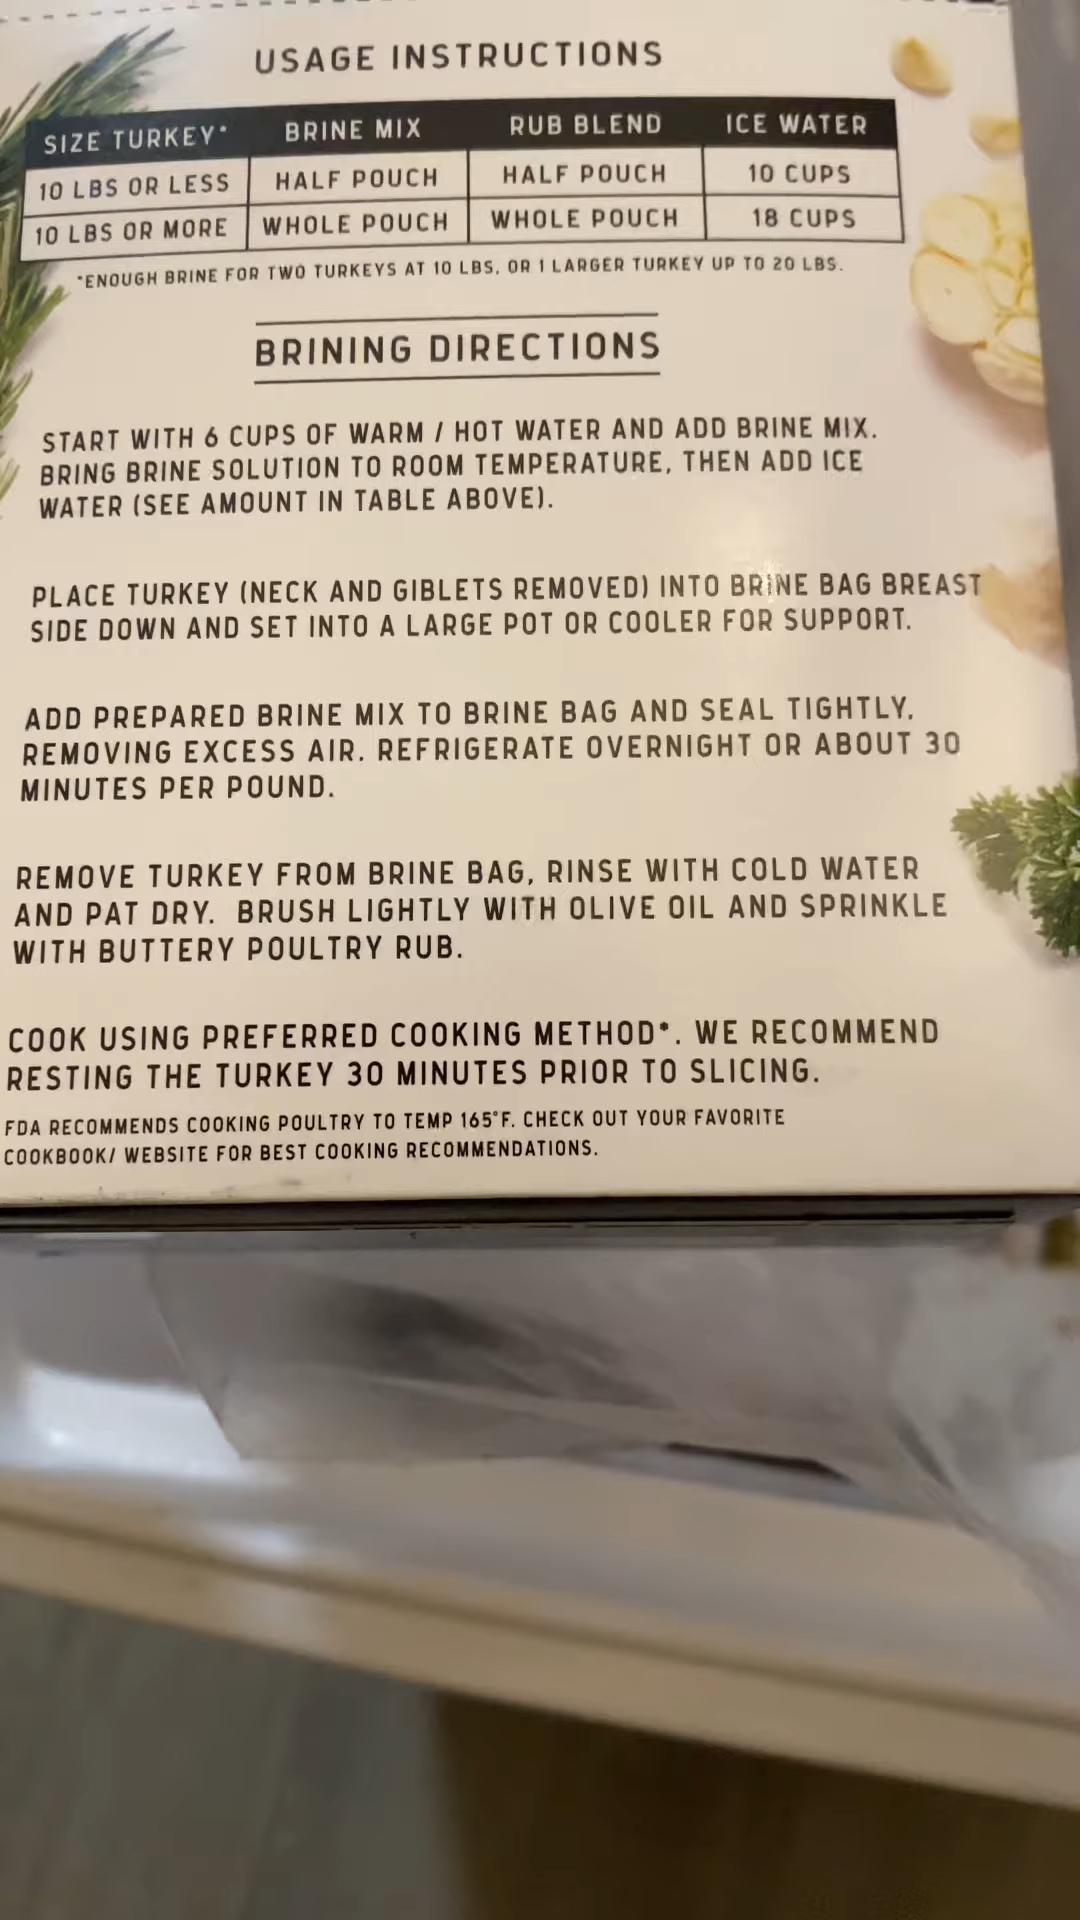 USAGE INSTRUCTIONS
SIZE TURKEY* BRINE MIX RUB BLEND ICE WATER
10 LBS OR LESS HALF POUCH HALF POUCH 10 CUPS
10 LBS OR MORE WHOLE POUCH WHOLE POUCH 18 CUPS
*ENOUGH BRINE FOR TWO TURKEYS AT 10 LBS, OR 1 LARGER TURKEY UP TO 20 LBS.
BRINING DIRECTIONS
START WITH 6 CUPS OF WARM / HOT WATER AND ADD BRINE MIX.
BRING BRINE SOLUTION TO ROOM TEMPERATURE, THEN ADD ICE
WATER (SEE AMOUNT IN TABLE ABOVE).
PLACE TURKEY (NECK AND GIBLETS REMOVED) INTO BRINE BAG BREAST
SIDE DOWN AND SET INTO A LARGE POT OR COOLER FOR SUPPORT.
ADD PREPARED BRINE MIX TO BRINE BAG AND SEAL TIGHTLY,
REMOVING EXCESS AIR. REFRIGERATE OVERNIGHT OR ABOUT 30
MINUTES PER POUND.
REMOVE TURKEY FROM BRINE BAG, RINSE WITH COLD WATER
AND PAT DRY. BRUSH LIGHTLY WITH OLIVE OIL AND SPRINKLE
WITH BUTTERY POULTRY RUB.
COOK USING PREFERRED COOKING METHOD*. WE RECOMMEND
RESTING THE TURKEY 30 MINUTES PRIOR TO SLICING.
FDA RECOMMENDS COOKING POULTRY TO TEMP 165°F. CHECK OUT YOUR FAVORITE
COOKBOOK/ WEBSITE FOR BEST COOKING RECOMMENDATIONS.